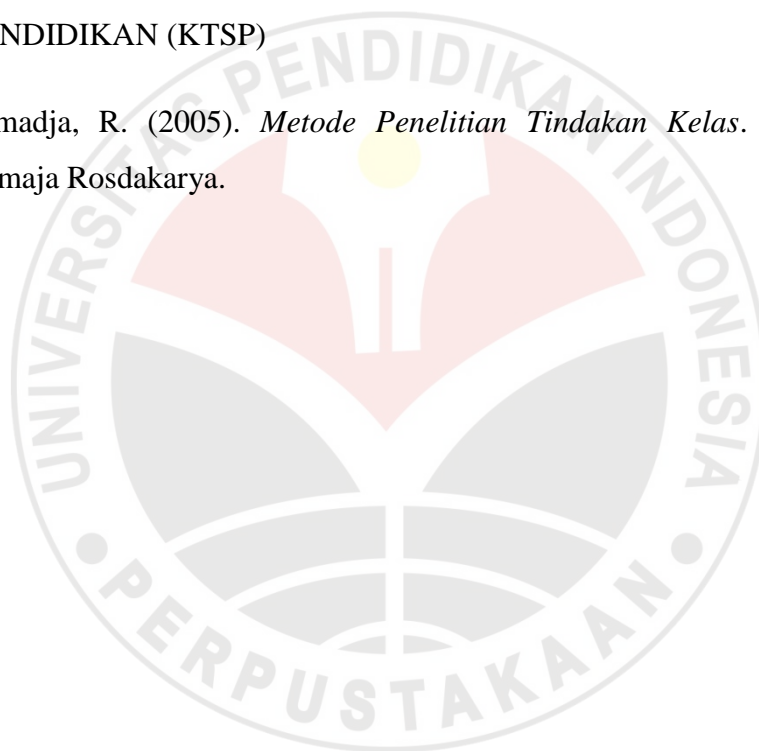 NDIDIKAN (KTSP)
madja, R. (2005). Metode Penelitian Tindakan Kelas.
maja Rosdakarya.
UNIVERSITAS PENDIDIKAN INDONESIA
PERPUSTAKAAN